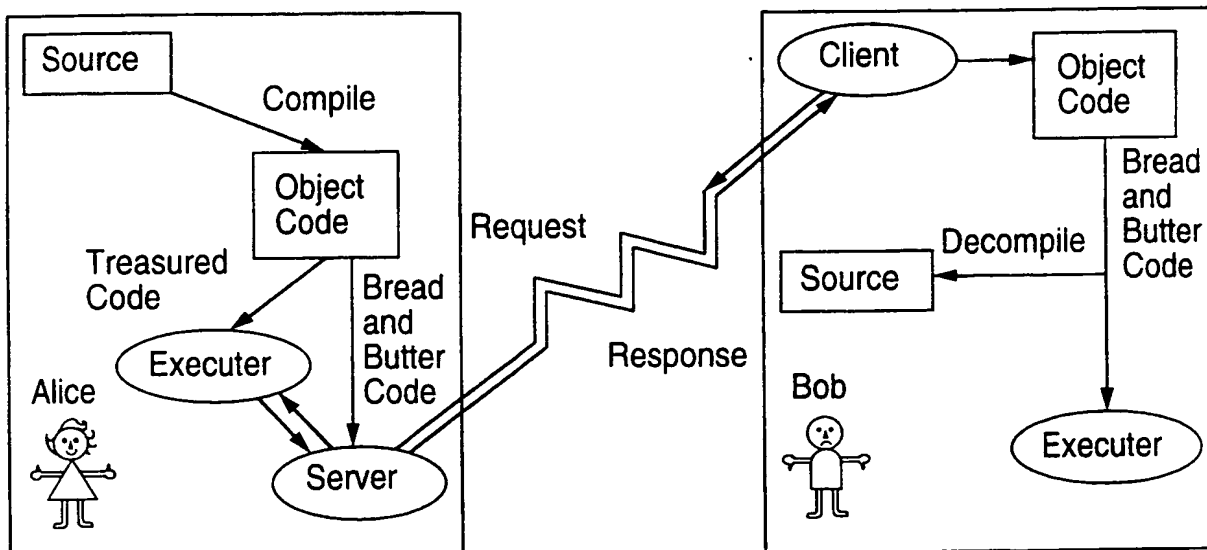 Source
Compile
Object
Code
Treasured
Code
Bread
and
Butter
Code
Executer
Alice
Server
Request
Response
Client
Object
Code
Bread
and
Butter
Code
Decompile
Source
Bob
Executer